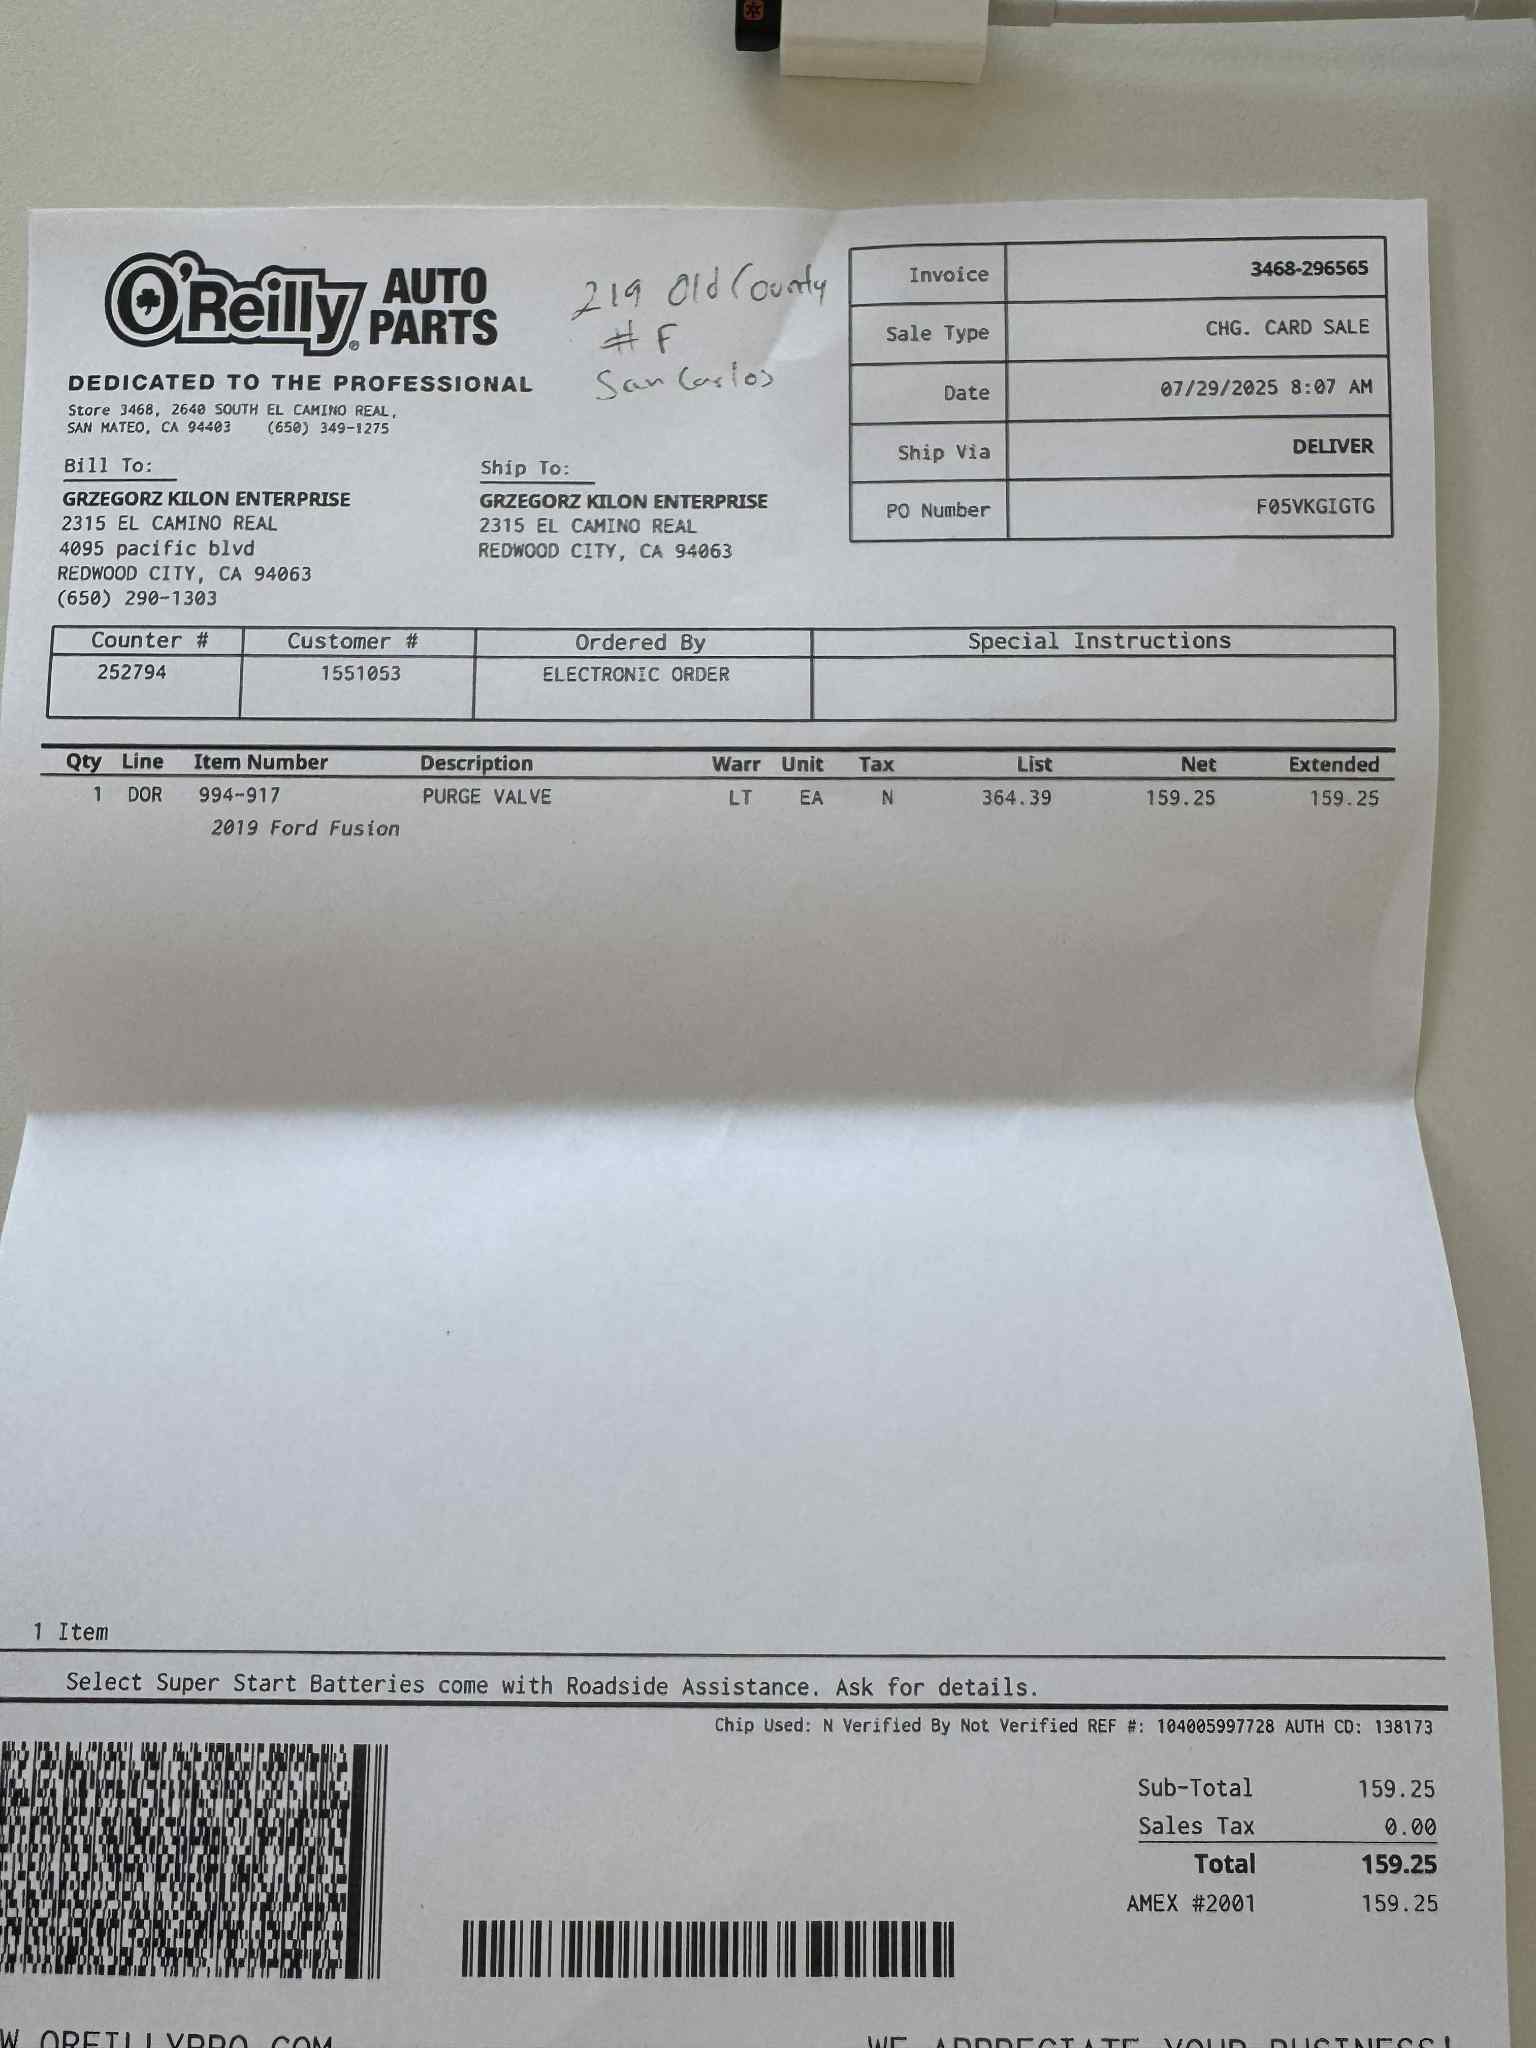 O'Reilly® AUTO PARTS
DEDICATED TO THE PROFESSIONAL
Store 3468, 2640 SOUTH EL CAMINO REAL,
SAN MATEO, CA 94403 (650) 349-1275
219 Old County
# F
San Carlos
Invoice 3468-296565
Sale Type CHG. CARD SALE
Date 07/29/2025 8:07 AM
Ship Via DELIVER
PO Number F05VKGIGTG
Bill To:
GRZEGORZ KILON ENTERPRISE
2315 EL CAMINO REAL
4095 pacific blvd
REDWOOD CITY, CA 94063
(650) 290-1303
Ship To:
GRZEGORZ KILON ENTERPRISE
2315 EL CAMINO REAL
REDWOOD CITY, CA 94063
Counter # Customer # Ordered By Special Instructions
252794 1551053 ELECTRONIC ORDER
Qty Line Item Number Description Warr Unit Tax List Net Extended
1 DOR 994-917 PURGE VALVE LT EA N 364.39 159.25 159.25
2019 Ford Fusion
1 Item
Select Super Start Batteries come with Roadside Assistance. Ask for details.
Chip Used: N Verified By Not Verified REF #: 104005997728 AUTH CD: 138173
Sub-Total 159.25
Sales Tax 0.00
Total 159.25
AMEX #2001 159.25
W.OREILLYPRO.COM WE APPRECIATE YOUR BUSINESS!